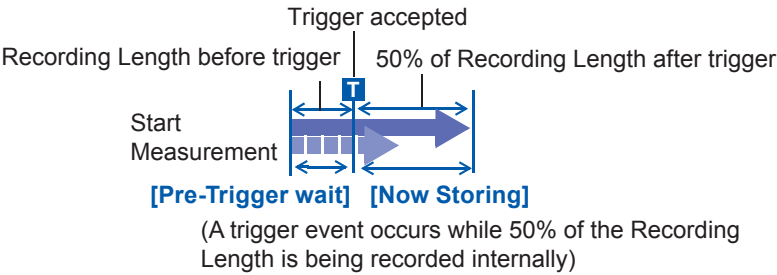 Trigger accepted
Recording Length before trigger
50% of Recording Length after trigger
T
Start
Measurement
[Pre-Trigger wait]
[Now Storing]
(A trigger event occurs while 50% of the Recording
Length is being recorded internally)